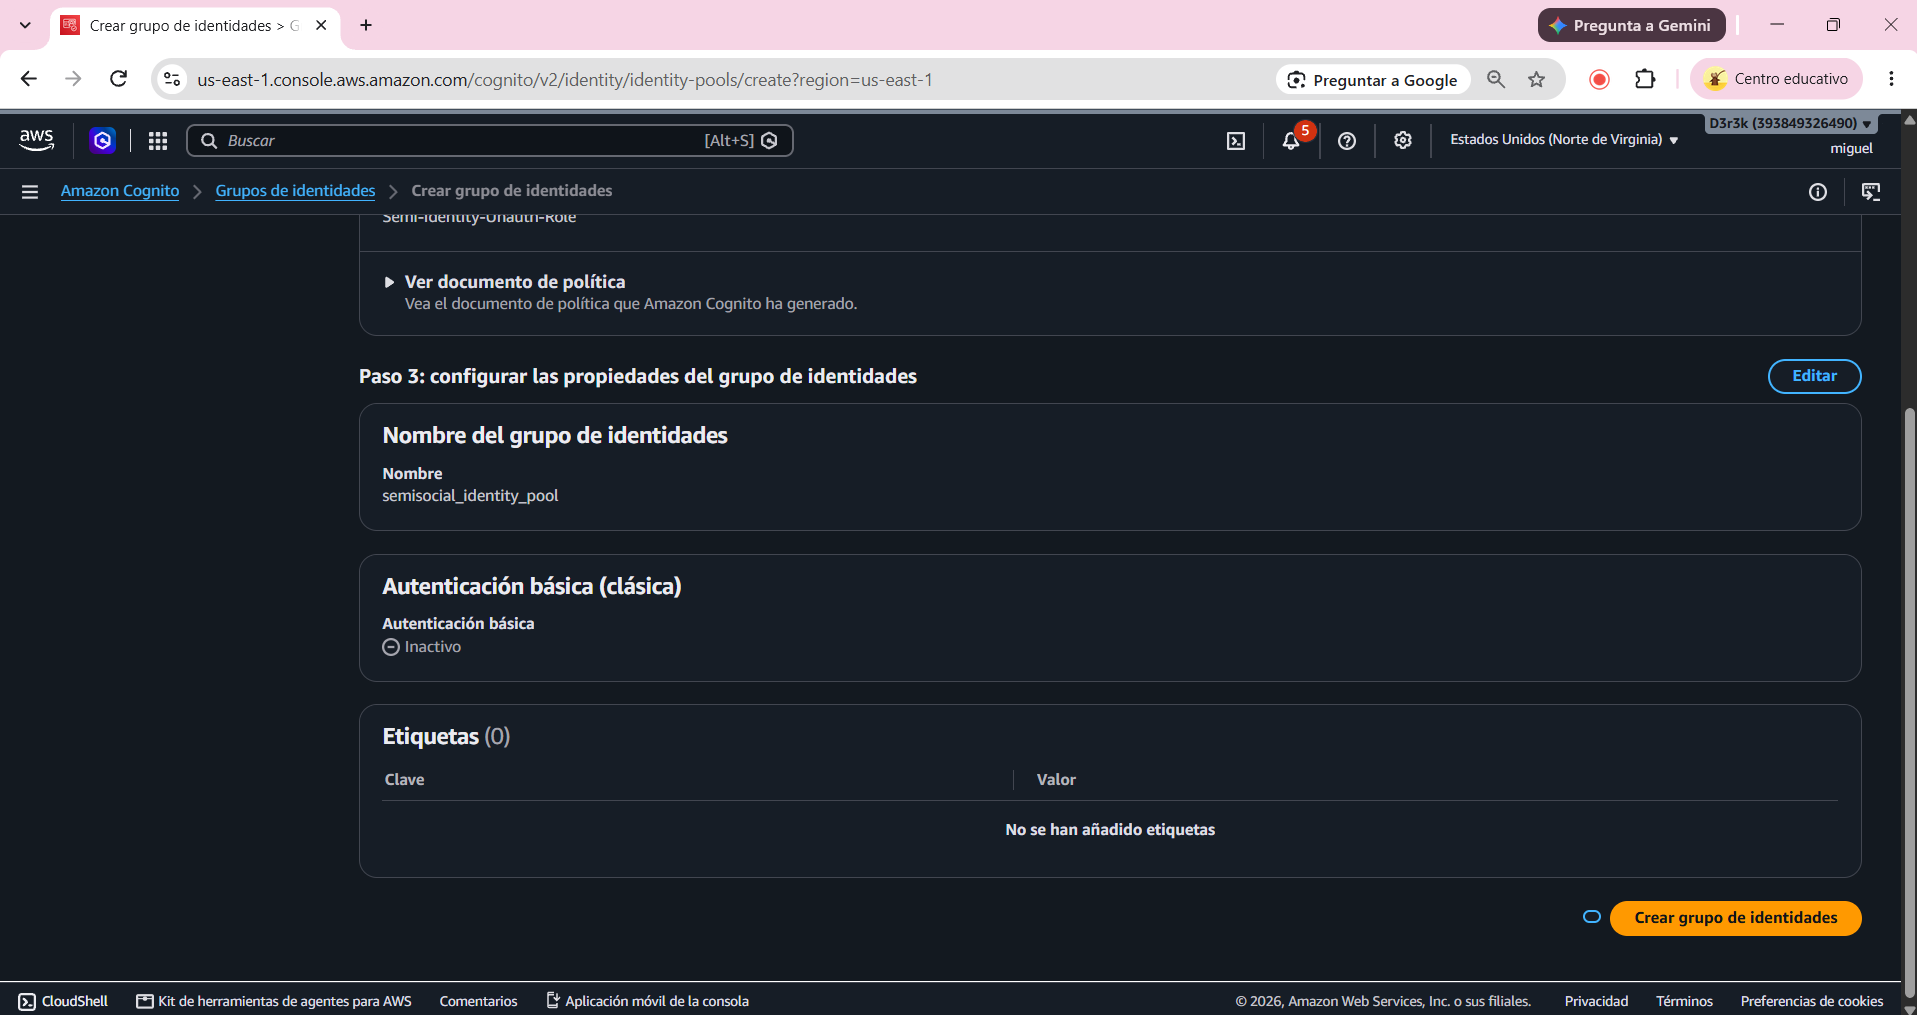 Crear grupo de identidades > G
Pregunta a Gemini
us-east-1.console.aws.amazon.com/cognito/v2/identity/identity-pools/create?region=us-east-1
Preguntar a Google
Centro educativo
aws
Buscar
[Alt+S]
5
Estados Unidos (Norte de Virginia)
D3r3k (393849326490)
miguel
Amazon Cognito
Grupos de identidades
Crear grupo de identidades
Semi-Identity-Unauth-Role
Ver documento de política
Vea el documento de política que Amazon Cognito ha generado.
Paso 3: configurar las propiedades del grupo de identidades
Editar
Nombre del grupo de identidades
Nombre
semisocial_identity_pool
Autenticación básica (clásica)
Autenticación básica
Inactivo
Etiquetas (0)
Clave
Valor
No se han añadido etiquetas
Crear grupo de identidades
CloudShell
Kit de herramientas de agentes para AWS
Comentarios
Aplicación móvil de la consola
© 2026, Amazon Web Services, Inc. o sus filiales.
Privacidad
Términos
Preferencias de cookies